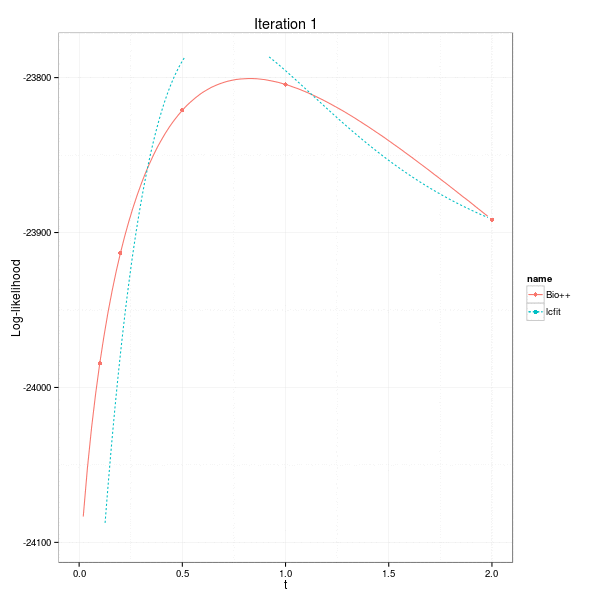 Iteration 1
Log-likelihood
-23800
-23900
-24000
-24100
0.0 0.5 1.0 1.5 2.0
t
name
Bio++
lcfit